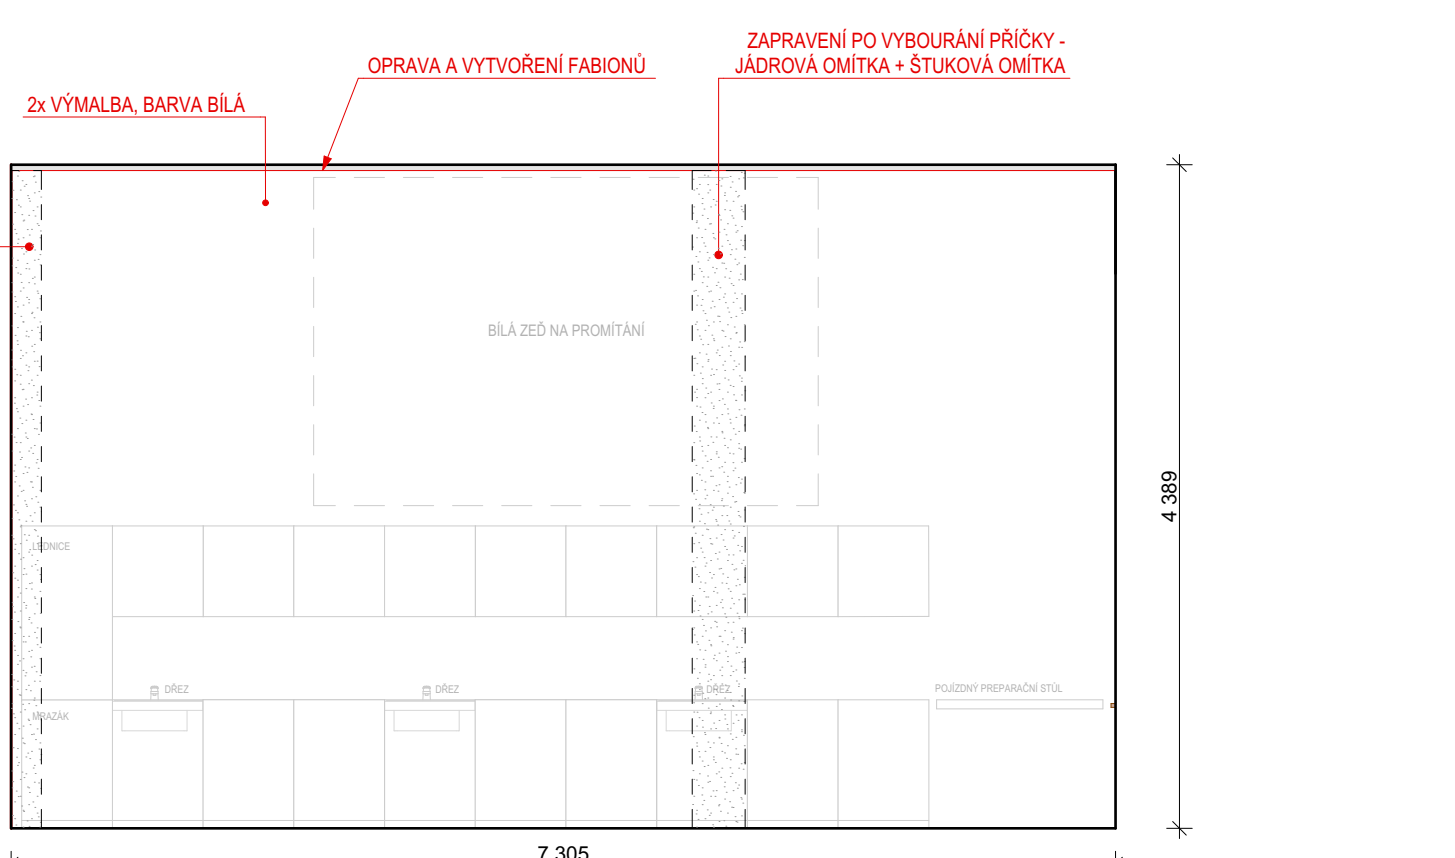 ZAPRAVENÍ PO VYBOURÁNÍ PŘÍČKY -
JÁDROVÁ OMÍTKA + ŠTUKOVÁ OMÍTKA
OPRAVA A VYTVOŘENÍ FABIONŮ
2x VÝMALBA, BARVA BÍLÁ
BÍLÁ ZEĎ NA PROMÍTÁNÍ
4 389
LEDNICE
DŘEZ
DŘEZ
DŘEZ
POJÍZDNÝ PREPARAČNÍ STŮL
MRAZÁK
7 305